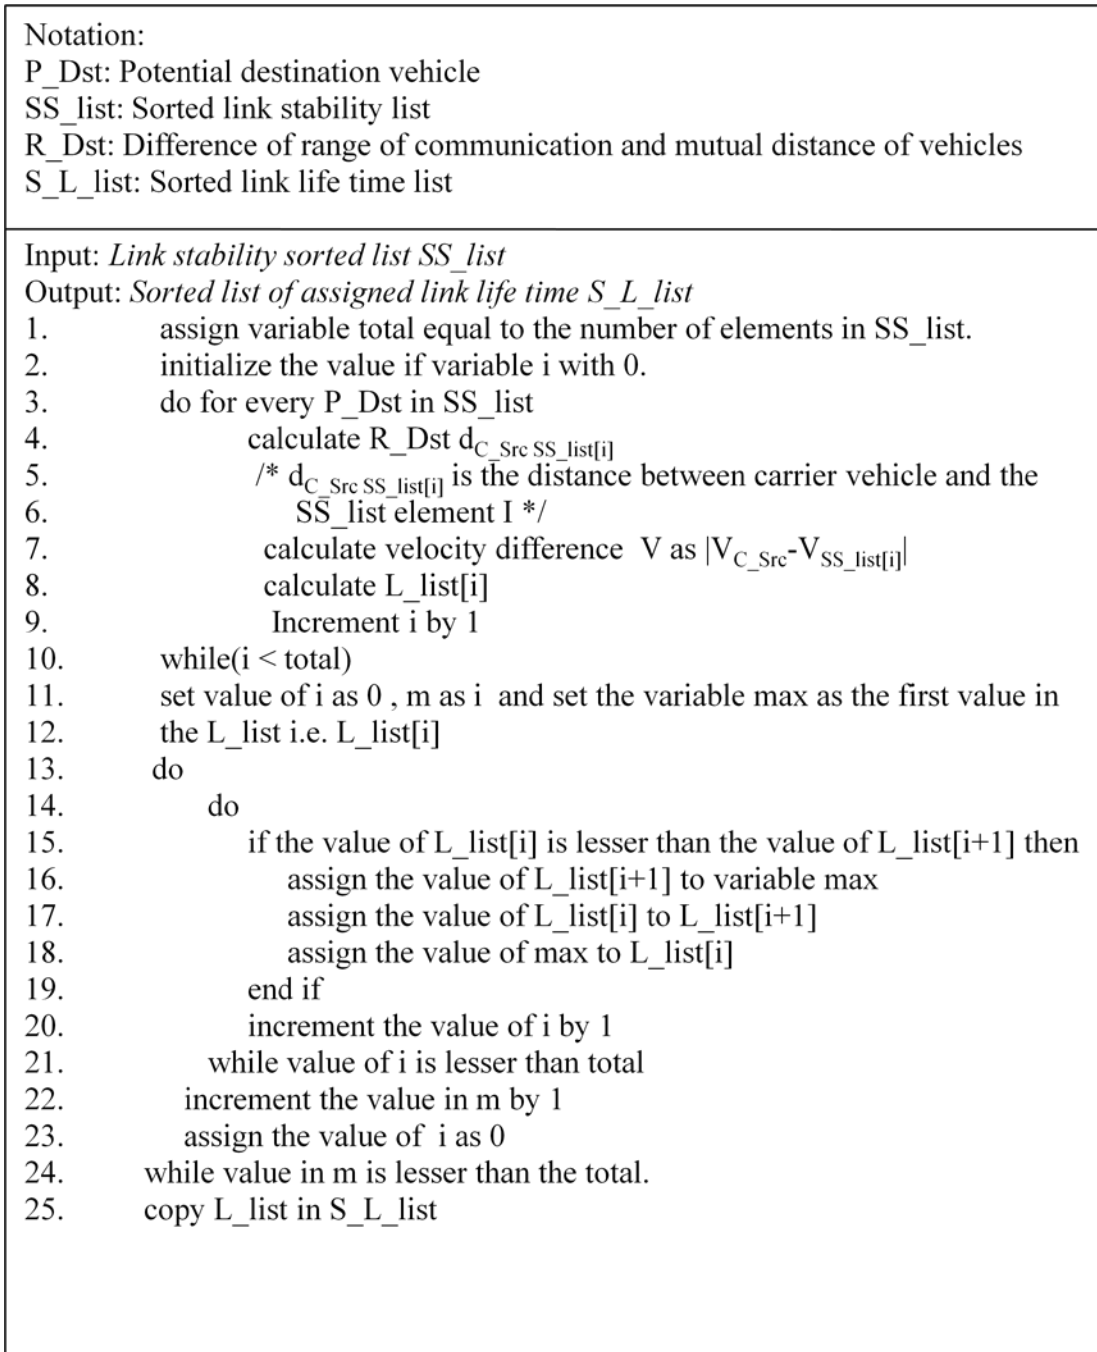 Notation:
P_Dst: Potential destination vehicle
SS_list: Sorted link stability list
R_Dst: Difference of range of communication and mutual distance of vehicles
S_L_list: Sorted link life time list
Input: Link stability sorted list SS_list
Output: Sorted list of assigned link life time S_L_list
1. assign variable total equal to the number of elements in SS_list.
2. initialize the value if variable i with 0.
3. do for every P_Dst in SS_list
4. calculate R_Dst d_{C_Src SS_list[i]}
5. /* d_{C_Src SS_list[i]} is the distance between carrier vehicle and the
6. SS_list element I */
7. calculate velocity difference V as |V_{C_Src}-V_{SS_list[i]}|
8. calculate L_list[i]
9. Increment i by 1
10. while(i < total)
11. set value of i as 0 , m as i and set the variable max as the first value in
12. the L_list i.e. L_list[i]
13. do
14. do
15. if the value of L_list[i] is lesser than the value of L_list[i+1] then
16. assign the value of L_list[i+1] to variable max
17. assign the value of L_list[i] to L_list[i+1]
18. assign the value of max to L_list[i]
19. end if
20. increment the value of i by 1
21. while value of i is lesser than total
22. increment the value in m by 1
23. assign the value of i as 0
24. while value in m is lesser than the total.
25. copy L_list in S_L_list